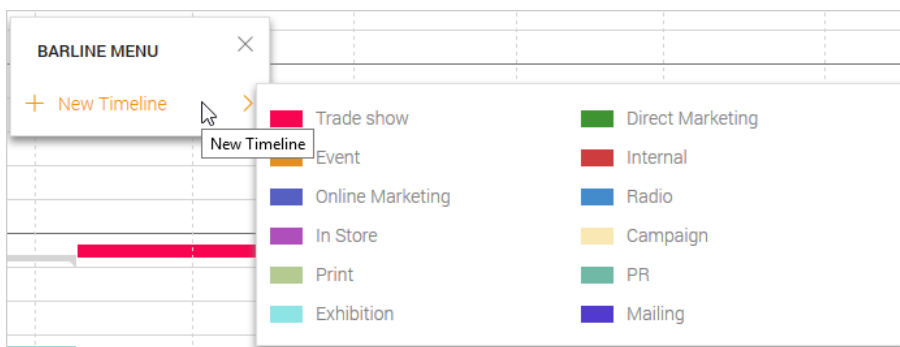 BARLINE MENU
+ New Timeline
New Timeline
Trade show
Direct Marketing
Event
Internal
Online Marketing
Radio
In Store
Campaign
Print
PR
Exhibition
Mailing